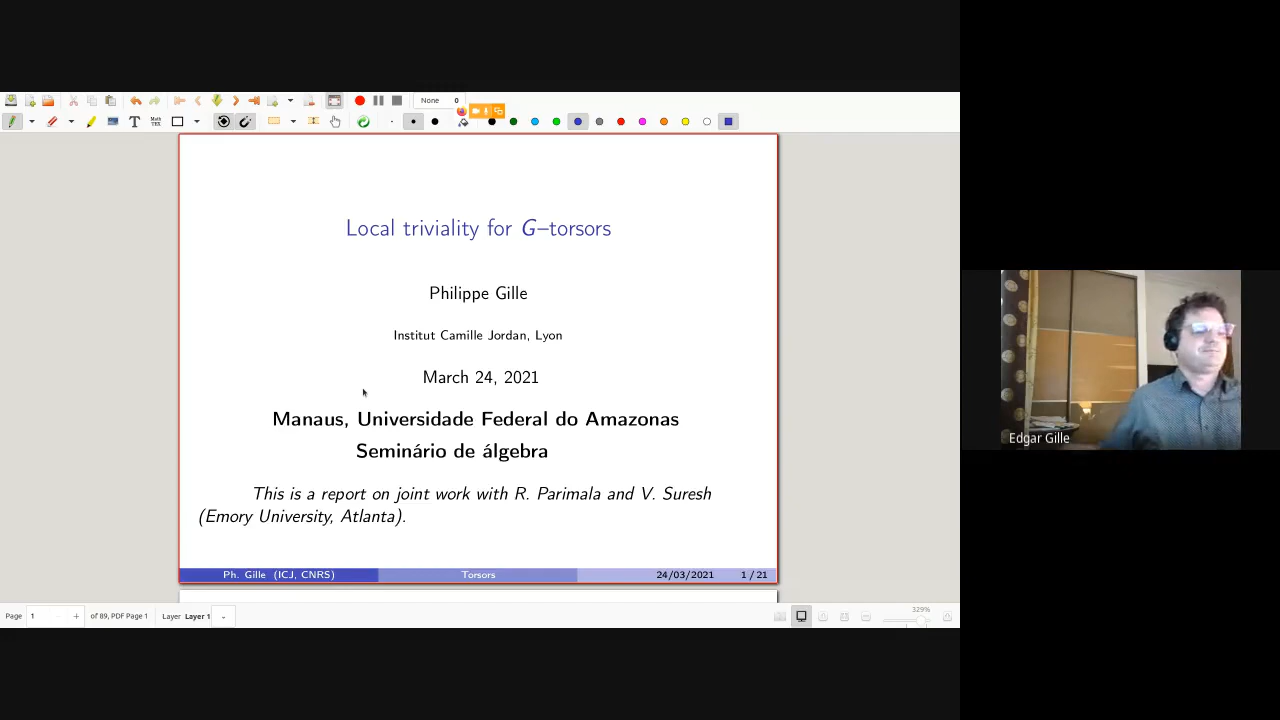 None 0
T Math TEX
Local triviality for G–torsors
Philippe Gille
Institut Camille Jordan, Lyon
March 24, 2021
Manaus, Universidade Federal do Amazonas
Seminário de álgebra
This is a report on joint work with R. Parimala and V. Suresh
(Emory University, Atlanta).
Ph. Gille (ICJ, CNRS) Torsors 24/03/2021 1 / 21
Page 1 + of 89, PDF Page 1 Layer Layer 1 329%
Edgar Gille